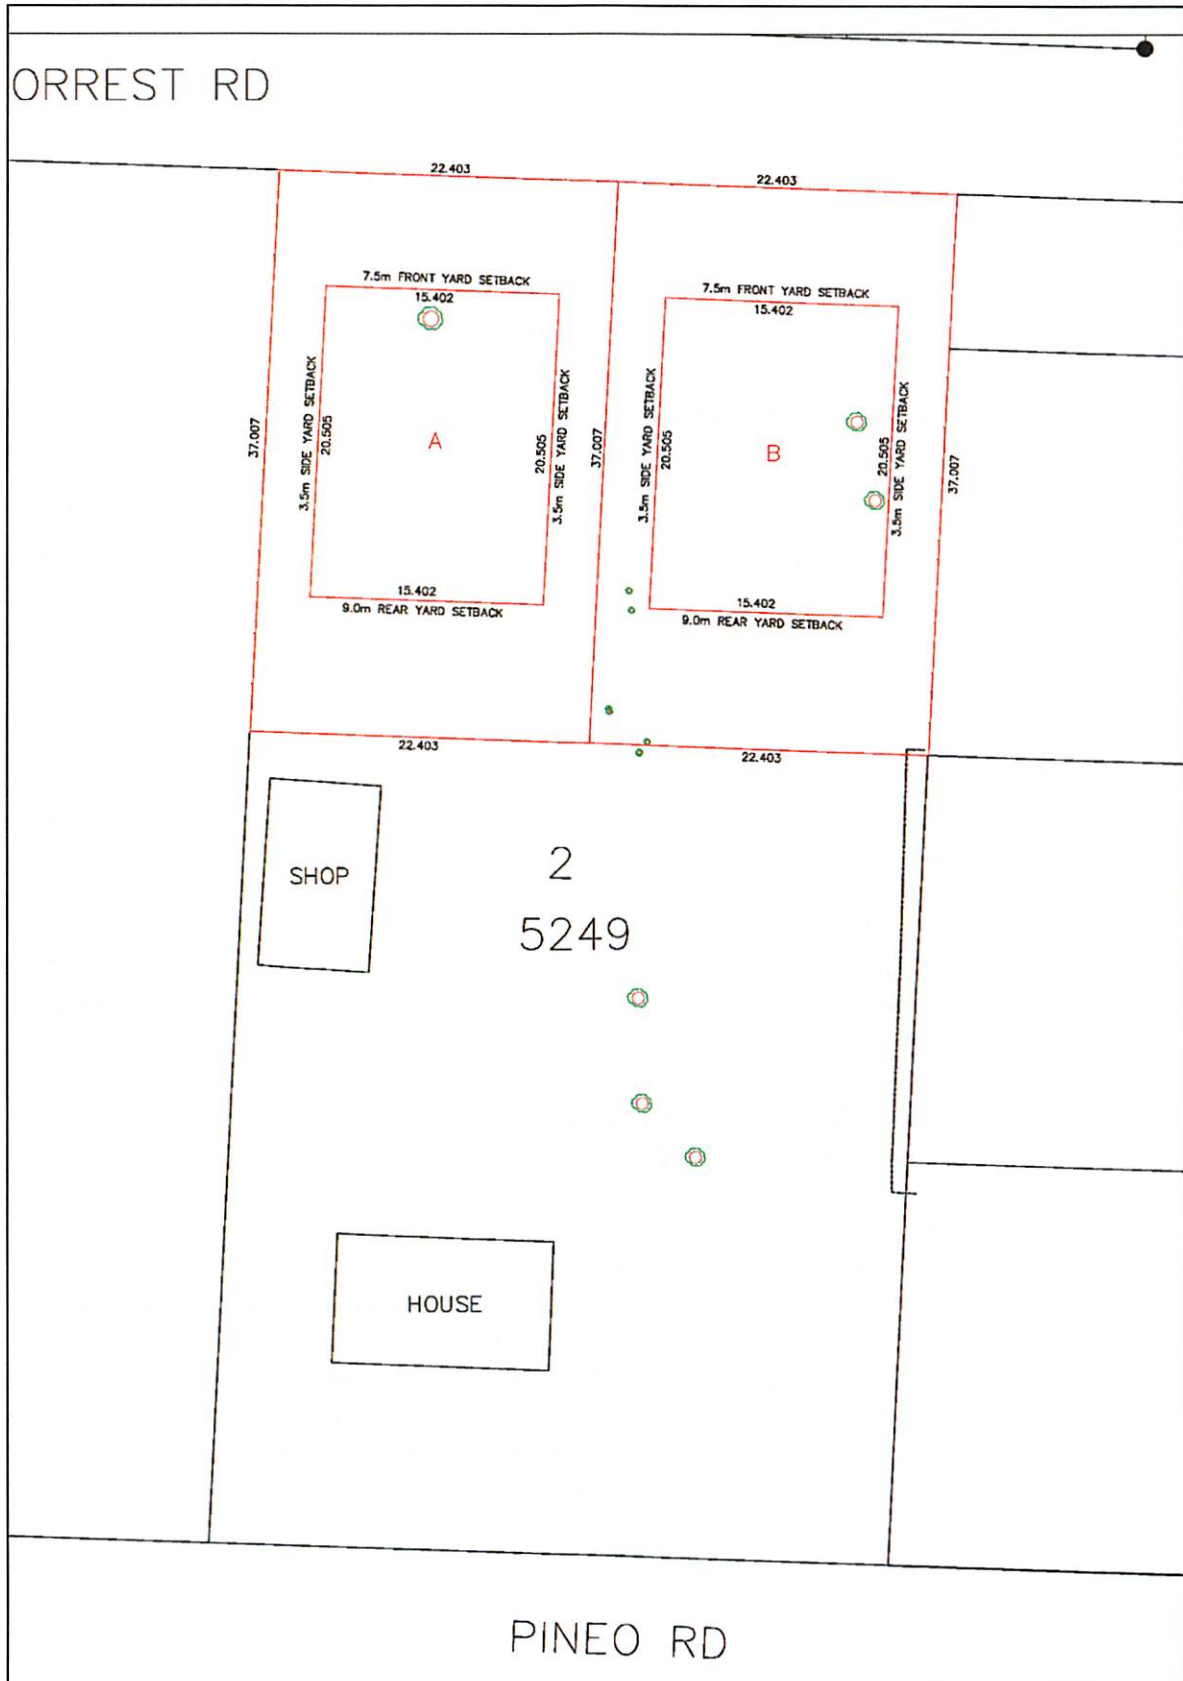 ORREST RD
22.403
22.403
7.5m FRONT YARD SETBACK
15.402
7.5m FRONT YARD SETBACK
15.402
37.007
3.5m SIDE YARD SETBACK
20.505
A
20.505
3.5m SIDE YARD SETBACK
37.007
3.5m SIDE YARD SETBACK
20.505
B
20.505
3.5m SIDE YARD SETBACK
37.007
15.402
9.0m REAR YARD SETBACK
15.402
9.0m REAR YARD SETBACK
22.403
22.403
SHOP
2
5249
HOUSE
PINEO RD